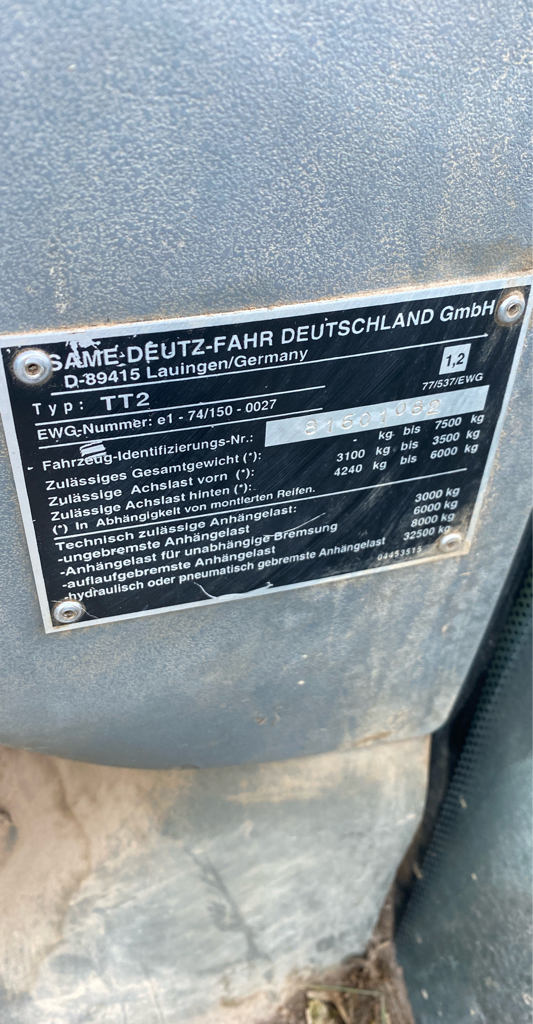 SAME-DEUTZ-FAHR DEUTSCHLAND GmbH
D-89415 Lauingen/Germany
1,2
Typ: TT2
77/537/EWG
EWG-Nummer: e1 - 74/150 - 0027
Fahrzeug-Identifizierungs-Nr.: 81601082
Zulässiges Gesamtgewicht (*): - kg bis 7500 kg
Zulässige Achslast vorn (*): 3100 kg bis 3500 kg
Zulässige Achslast hinten (*): 4240 kg bis 6000 kg
(*) In Abhängigkeit von montierten Reifen.
Technisch zulässige Anhängelast:
-ungebremste Anhängelast 3000 kg
-Anhängelast für unabhängige Bremsung 6000 kg
-auflaufgebremste Anhängelast 8000 kg
-hydraulisch oder pneumatisch gebremste Anhängelast 32500 kg
04453515